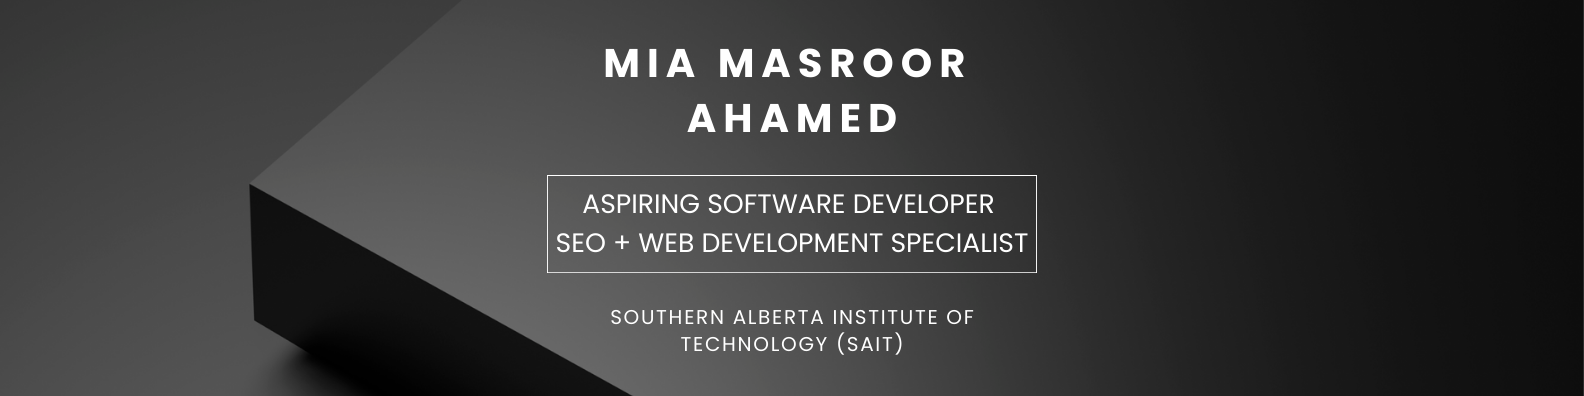 MIA MASROOR
AHAMED
ASPIRING SOFTWARE DEVELOPER
SEO + WEB DEVELOPMENT SPECIALIST
SOUTHERN ALBERTA INSTITUTE OF
TECHNOLOGY (SAIT)